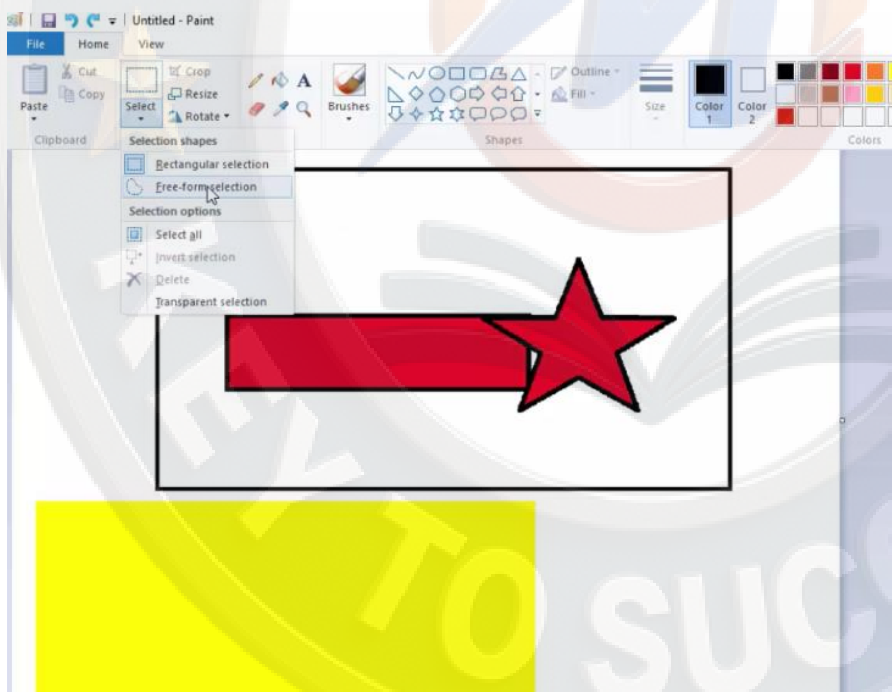 Untitled - Paint
File Home View
Cut
Copy
Paste
Clipboard
Select
Crop
Resize
Rotate
A
Brushes
Shapes
Outline
Fill
Size
Color 1
Color 2
Colors
Selection shapes
Rectangular selection
Free-form selection
Selection options
Select all
Invert selection
Delete
Transparent selection
KEY TO SUC